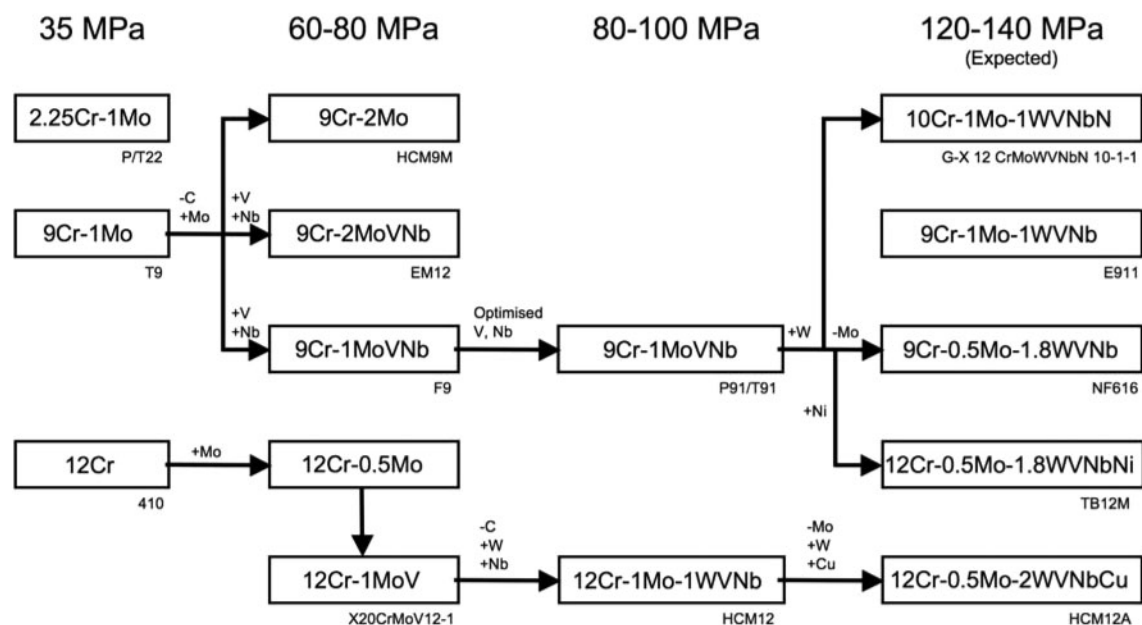 35 MPa
60-80 MPa
80-100 MPa
120-140 MPa
(Expected)
2.25Cr-1Mo
P/T22
9Cr-2Mo
HCM9M
10Cr-1Mo-1WVNbN
G-X 12 CrMoWVNbN 10-1-1
9Cr-1Mo
T9
-C
+Mo
+V
+Nb
9Cr-2MoVNb
EM12
9Cr-1Mo-1WVNb
E911
+V
+Nb
9Cr-1MoVNb
F9
Optimised
V, Nb
9Cr-1MoVNb
P91/T91
+W
-Mo
9Cr-0.5Mo-1.8WVNb
NF616
+Ni
12Cr
410
+Mo
12Cr-0.5Mo
12Cr-0.5Mo-1.8WVNbNi
TB12M
12Cr-1MoV
X20CrMoV12-1
-C
+W
+Nb
12Cr-1Mo-1WVNb
HCM12
-Mo
+W
+Cu
12Cr-0.5Mo-2WVNbCu
HCM12A